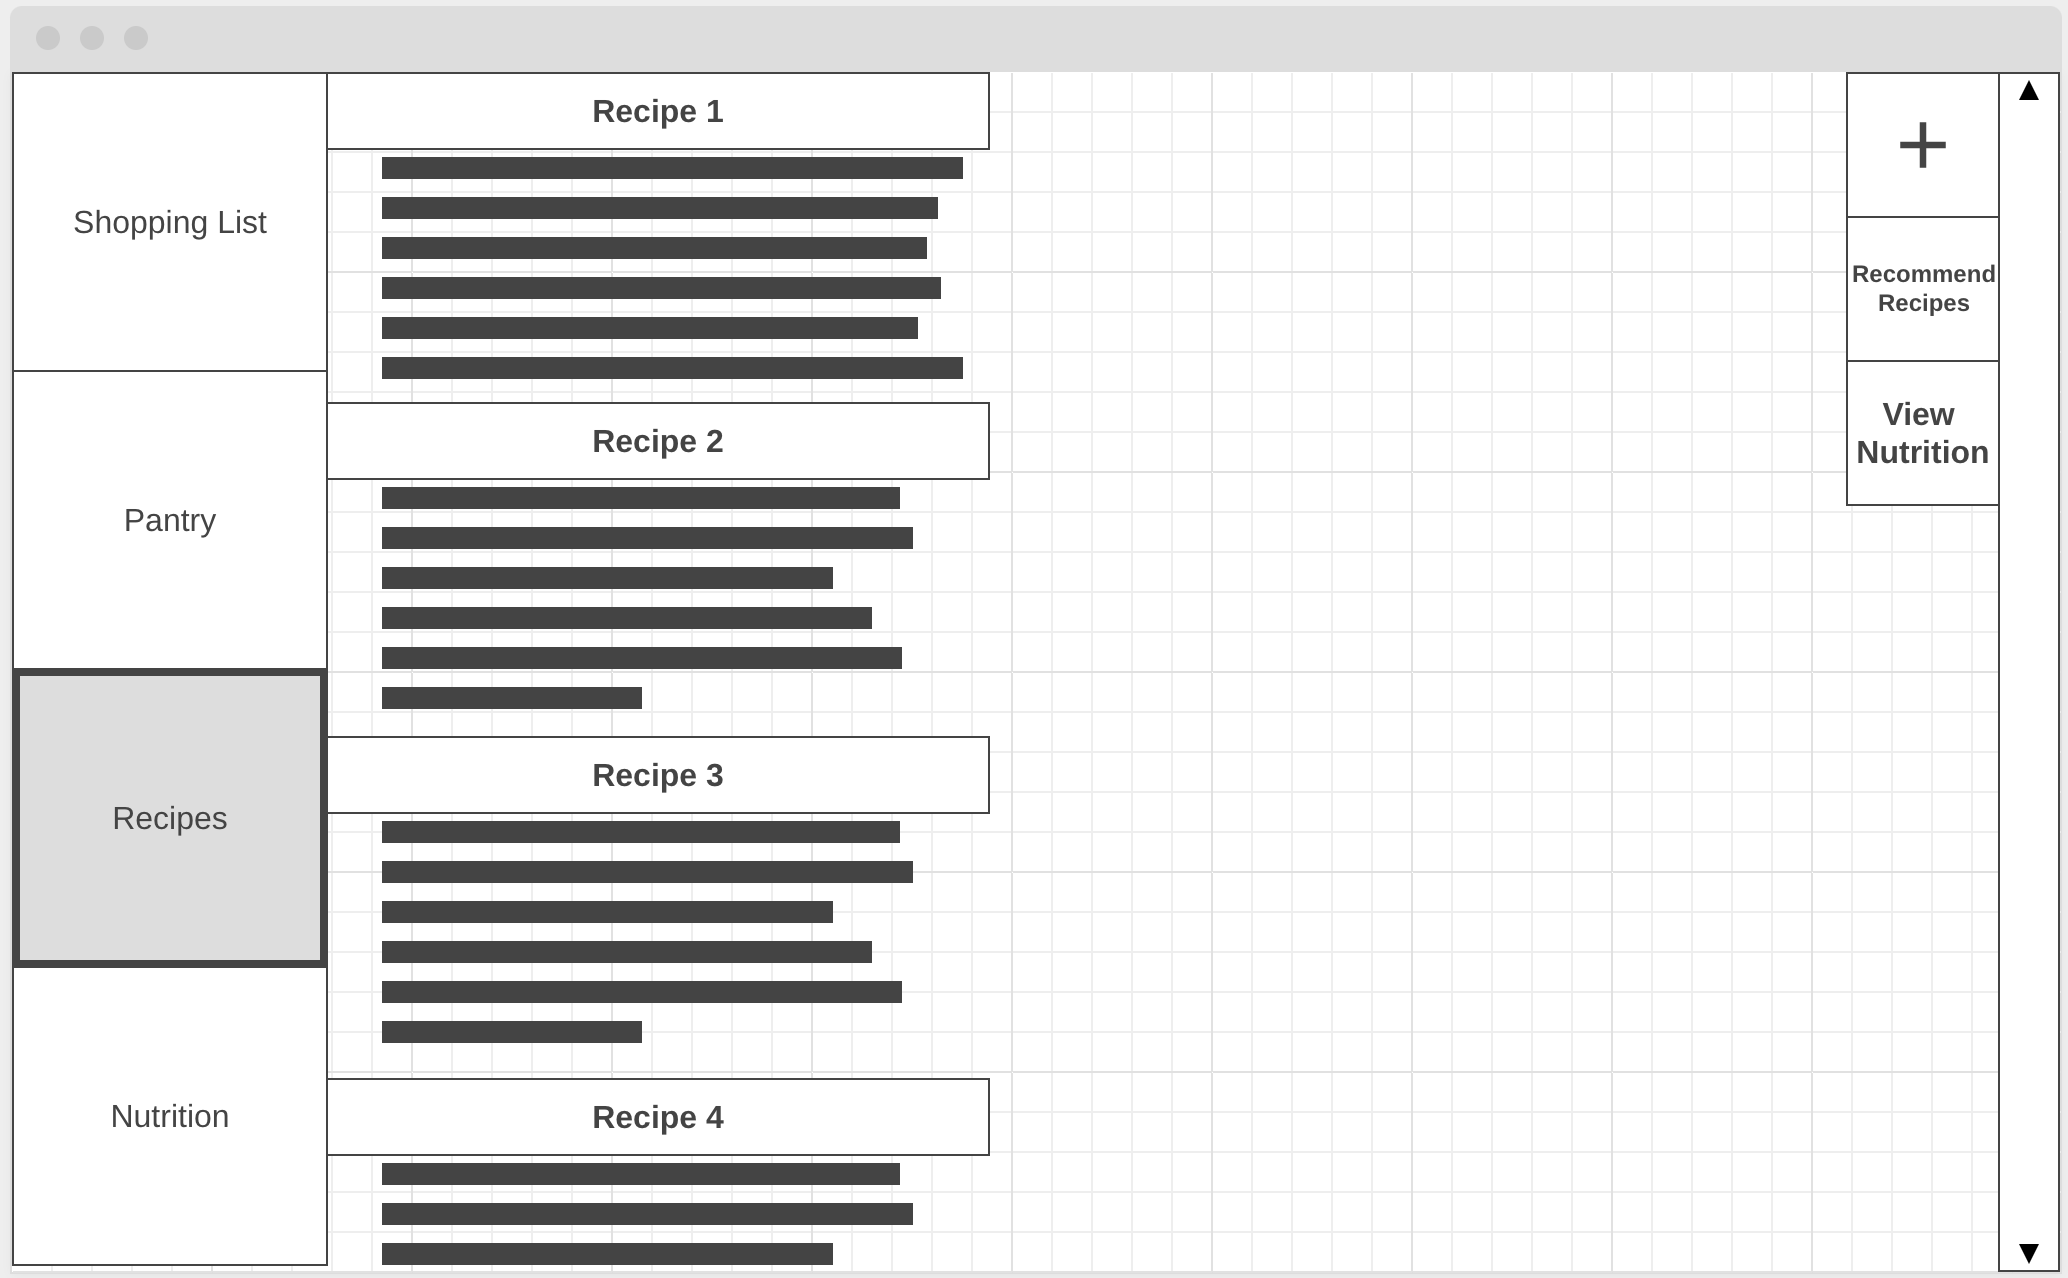 Shopping List
Pantry
Recipes
Nutrition
Recipe 1
Recipe 2
Recipe 3
Recipe 4
+
Recommend
Recipes
View
Nutrition
▲
▼